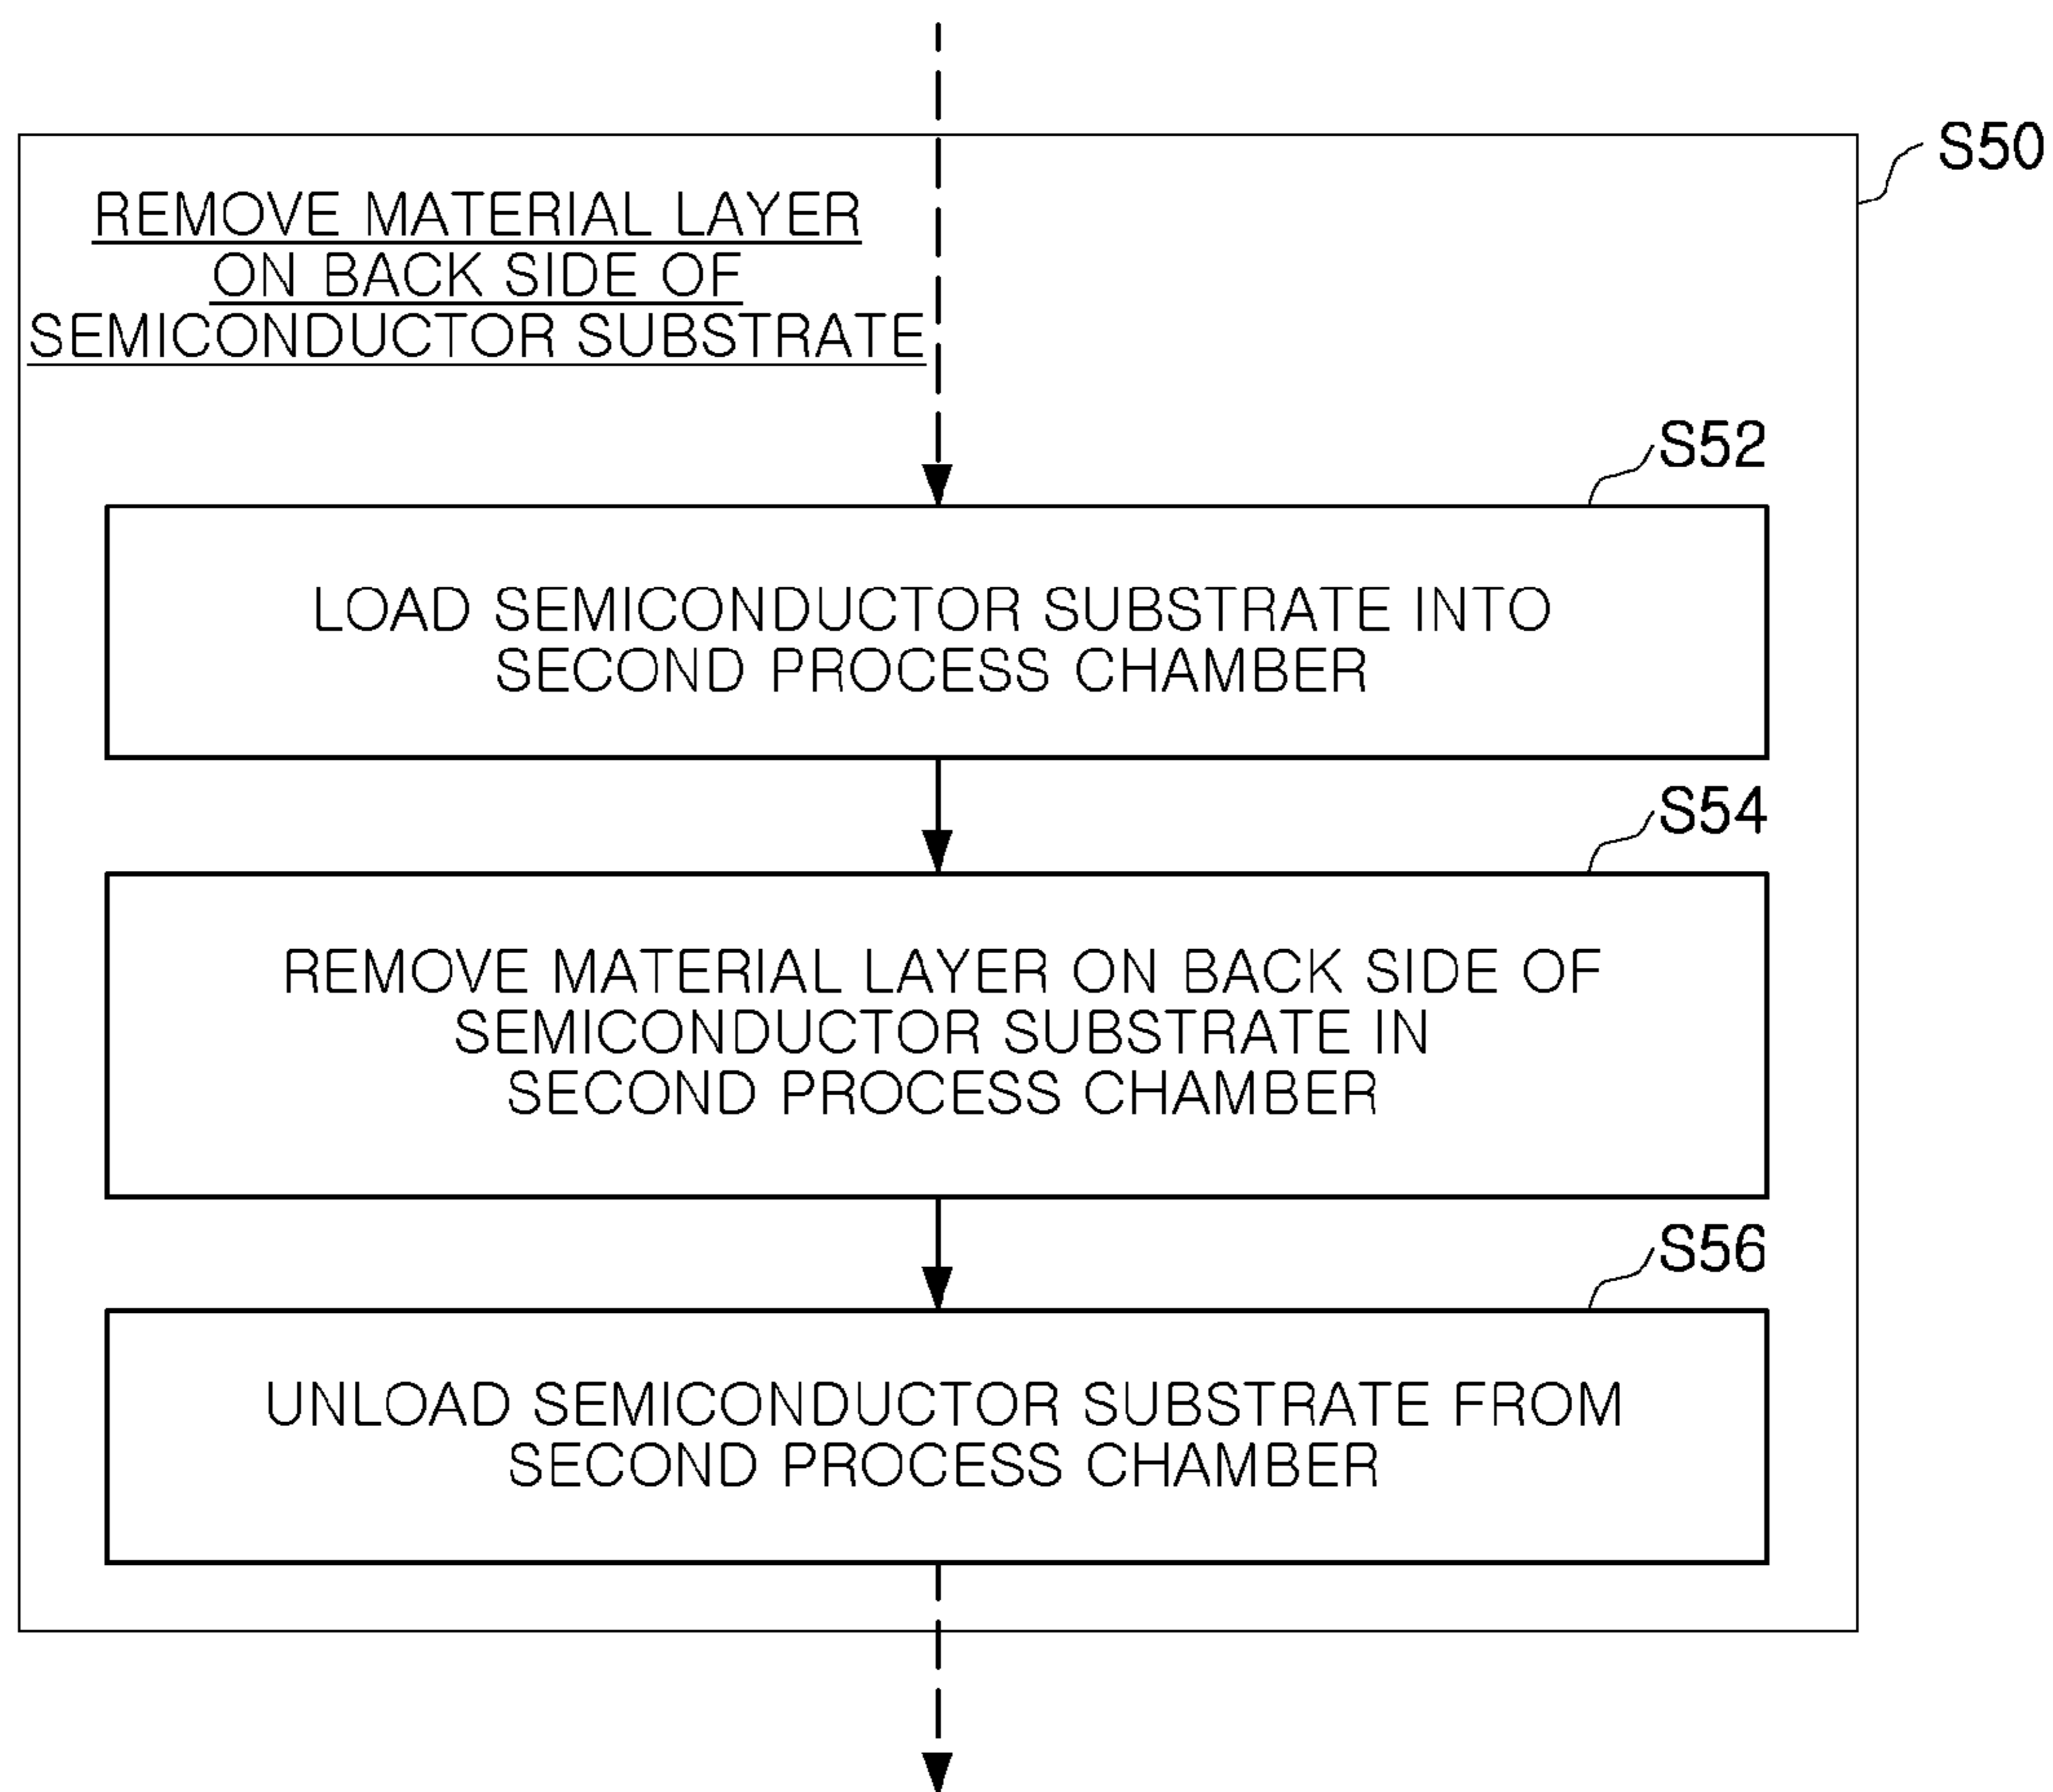 S50
REMOVE MATERIAL LAYER
ON BACK SIDE OF
SEMICONDUCTOR SUBSTRATE
S52
LOAD SEMICONDUCTOR SUBSTRATE INTO
SECOND PROCESS CHAMBER
S54
REMOVE MATERIAL LAYER ON BACK SIDE OF
SEMICONDUCTOR SUBSTRATE IN
SECOND PROCESS CHAMBER
S56
UNLOAD SEMICONDUCTOR SUBSTRATE FROM
SECOND PROCESS CHAMBER